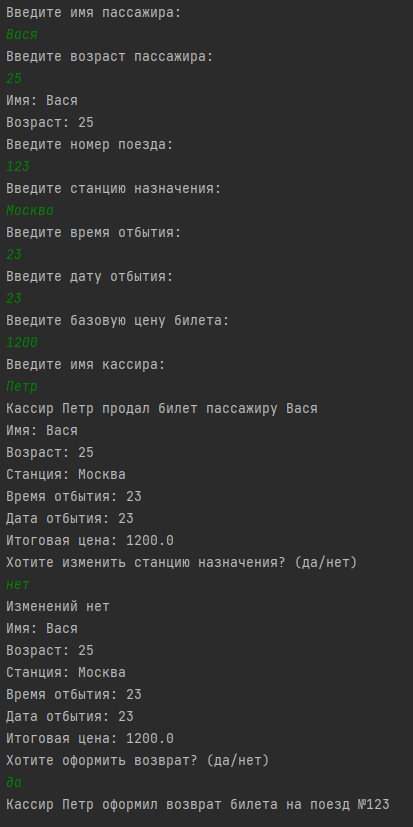 Введите имя пассажира:
Вася
Введите возраст пассажира:
25
Имя: Вася
Возраст: 25
Введите номер поезда:
123
Введите станцию назначения:
Москва
Введите время отбытия:
23
Введите дату отбытия:
23
Введите базовую цену билета:
1200
Введите имя кассира:
Петр
Кассир Петр продал билет пассажиру Вася
Имя: Вася
Возраст: 25
Станция: Москва
Время отбытия: 23
Дата отбытия: 23
Итоговая цена: 1200.0
Хотите изменить станцию назначения? (да/нет)
нет
Изменений нет
Имя: Вася
Возраст: 25
Станция: Москва
Время отбытия: 23
Дата отбытия: 23
Итоговая цена: 1200.0
Хотите оформить возврат? (да/нет)
да
Кассир Петр оформил возврат билета на поезд №123